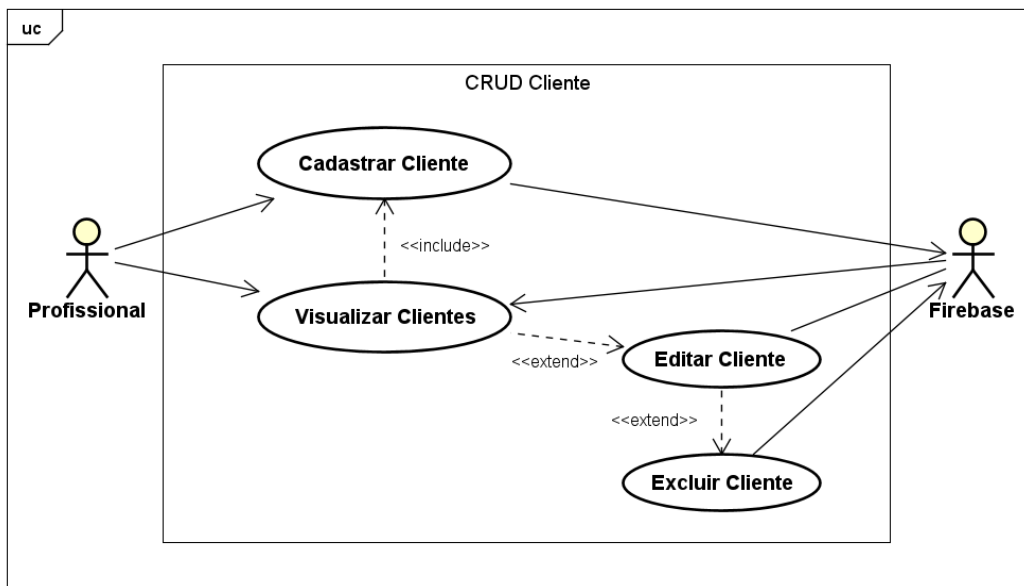 uc
CRUD Cliente
Cadastrar Cliente
<<include>>
Profissional
Firebase
Visualizar Clientes
<<extend>>
Editar Cliente
<<extend>>
Excluir Cliente